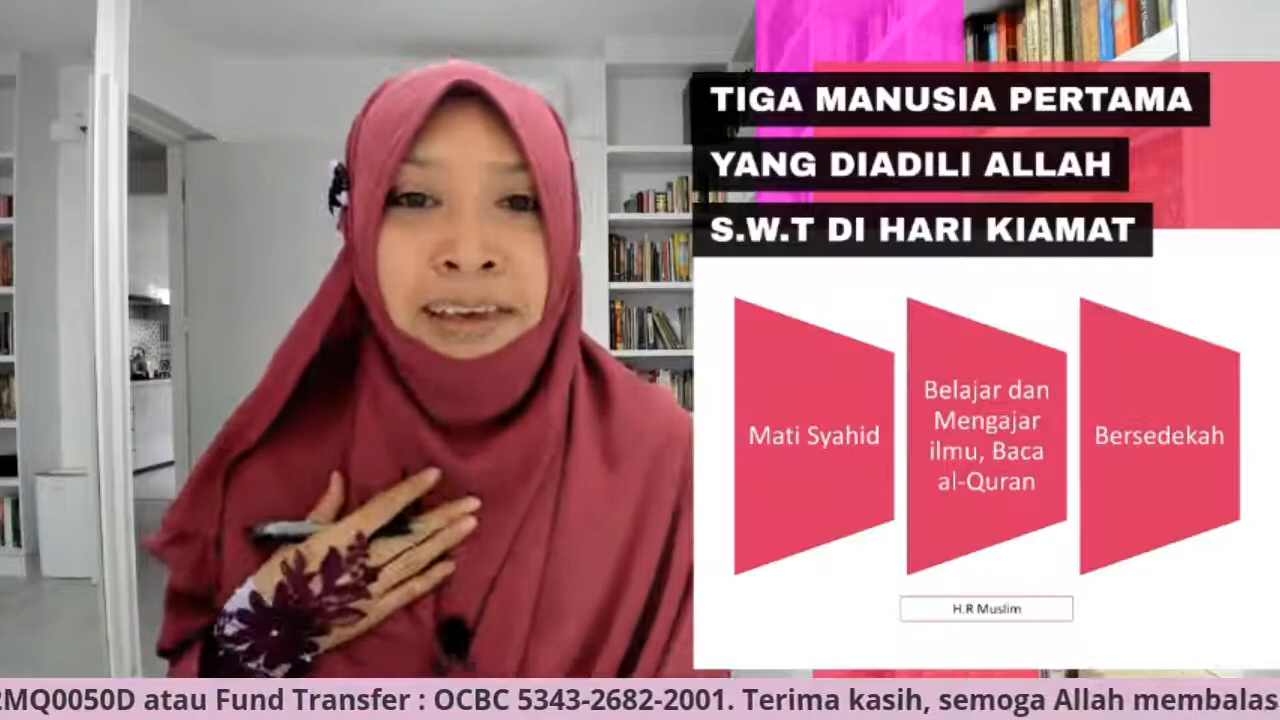 TIGA MANUSIA PERTAMA
YANG DIADILI ALLAH
S.W.T DI HARI KIAMAT
Mati Syahid
Belajar dan
Mengajar
ilmu, Baca
al-Quran
Bersedekah
H.R Muslim
2MQ0050D atau Fund Transfer : OCBC 5343-2682-2001. Terima kasih, semoga Allah membalas